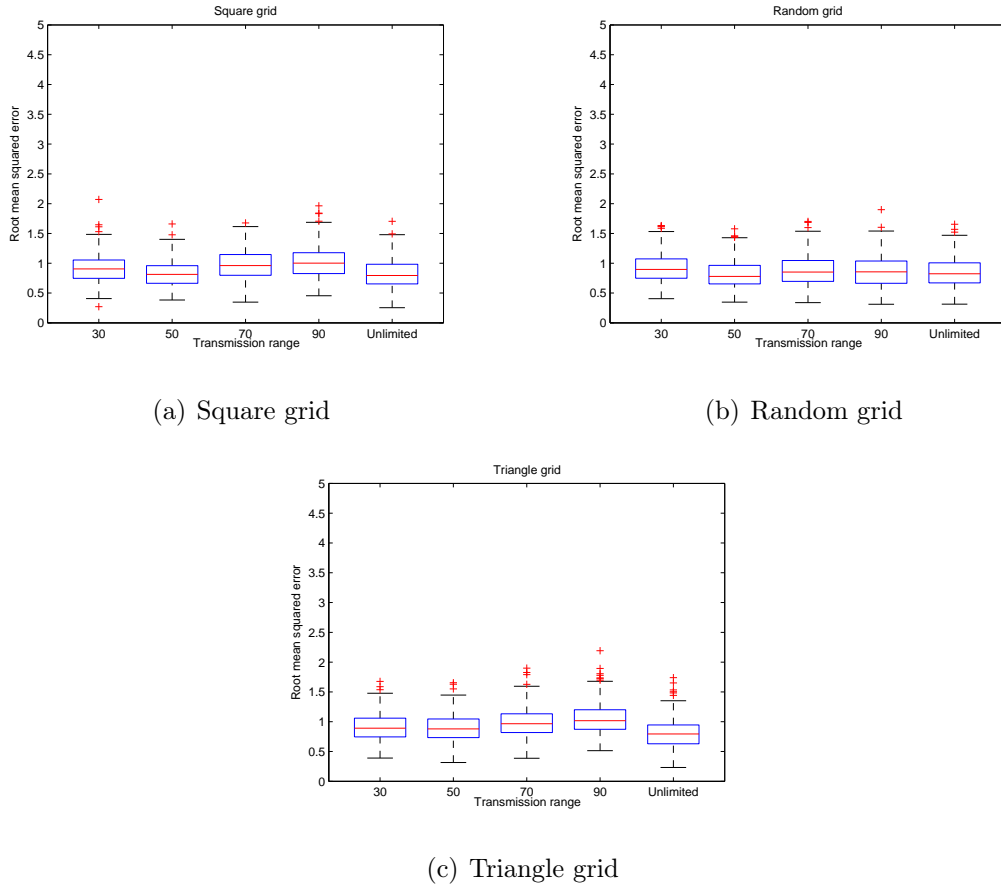 Square grid
5
4.5
4
3.5
3
2.5
2
1.5
1
0.5
0
Root mean squared error
30 50 70 90 Unlimited
Transmission range
(a) Square grid
Random grid
5
4.5
4
3.5
3
2.5
2
1.5
1
0.5
0
Root mean squared error
30 50 70 90 Unlimited
Transmission range
(b) Random grid
Triangle grid
5
4.5
4
3.5
3
2.5
2
1.5
1
0.5
0
Root mean squared error
30 50 70 90 Unlimited
Transmission range
(c) Triangle grid